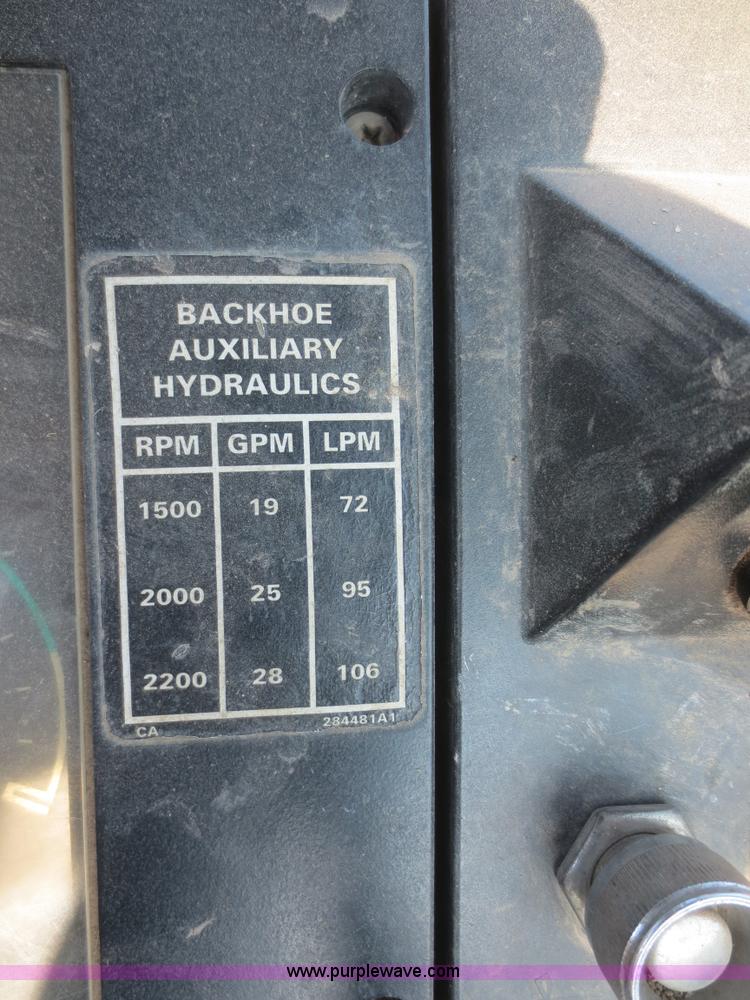 BACKHOE
AUXILIARY
HYDRAULICS
RPM GPM LPM
1500 19 72
2000 25 95
2200 28 106
CA 284481A1
www.purplewave.com